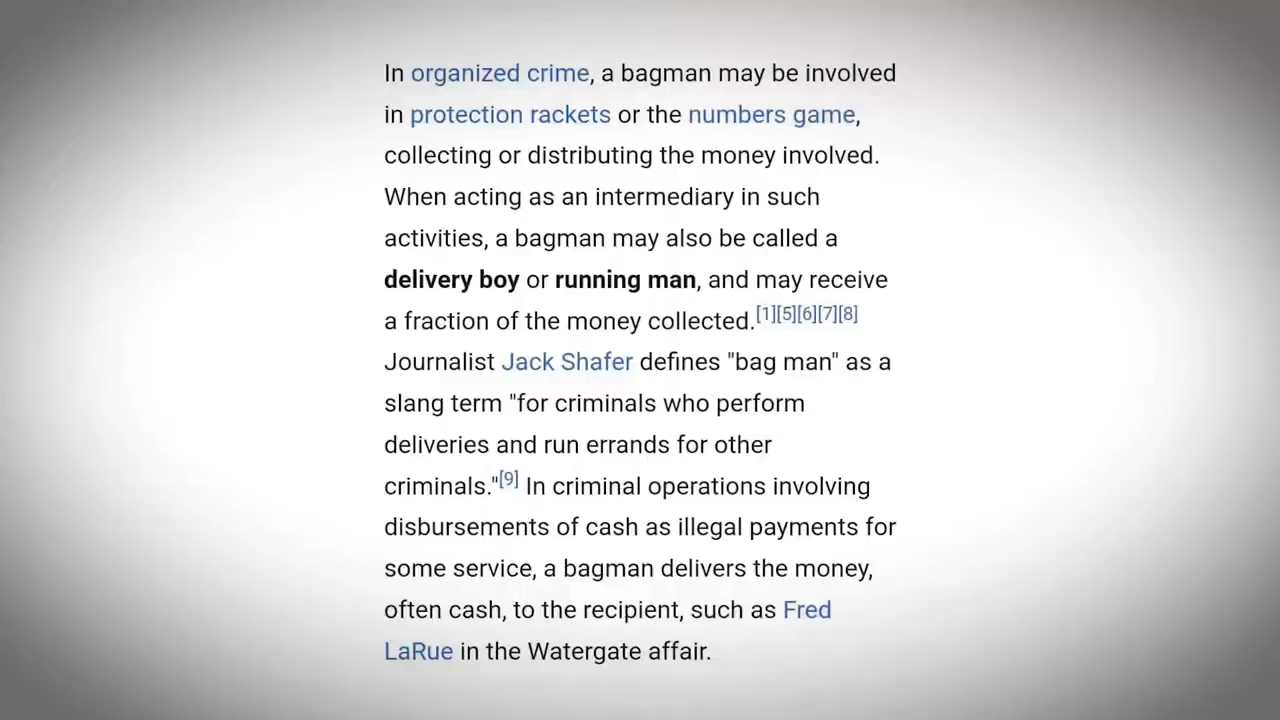 In organized crime, a bagman may be involved
in protection rackets or the numbers game,
collecting or distributing the money involved.
When acting as an intermediary in such
activities, a bagman may also be called a
delivery boy or running man, and may receive
a fraction of the money collected.[1][5][6][7][8]
Journalist Jack Shafer defines "bag man" as a
slang term "for criminals who perform
deliveries and run errands for other
criminals."[9] In criminal operations involving
disbursements of cash as illegal payments for
some service, a bagman delivers the money,
often cash, to the recipient, such as Fred
LaRue in the Watergate affair.